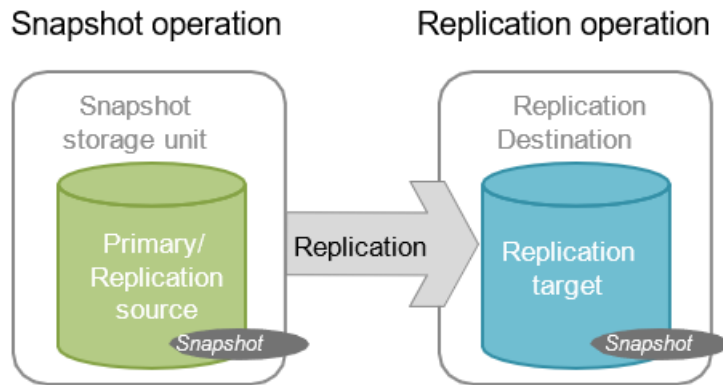 Snapshot operation
Replication operation
Snapshot
storage unit
Primary/
Replication
source
Snapshot
Replication
Replication
Destination
Replication
target
Snapshot